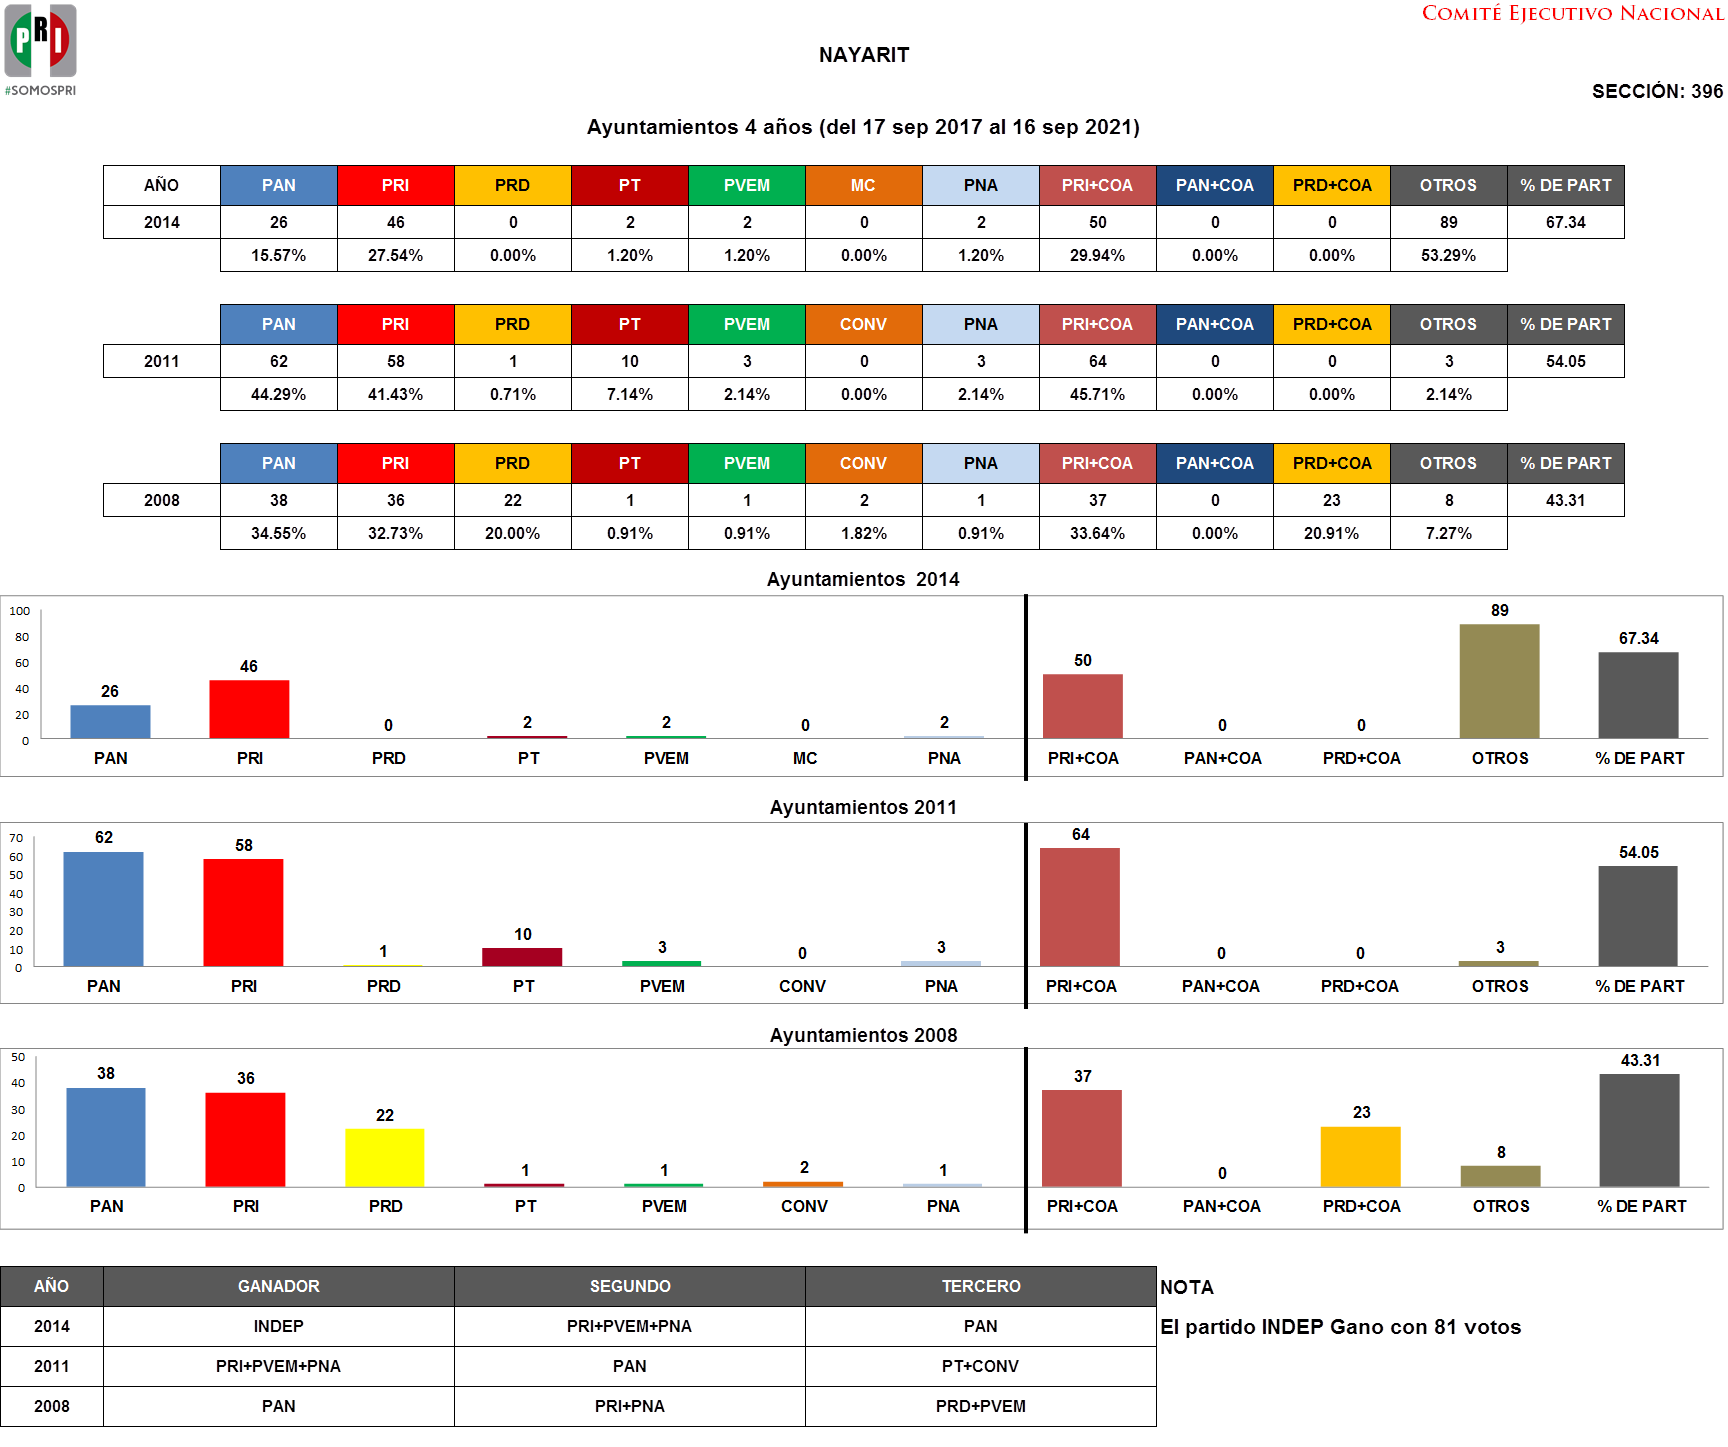 COMITÉ EJECUTIVO NACIONAL
PRI
#SOMOSPRI
NAYARIT
SECCIÓN: 396
Ayuntamientos 4 años (del 17 sep 2017 al 16 sep 2021)
AÑO PAN PRI PRD PT PVEM MC PNA PRI+COA PAN+COA PRD+COA OTROS % DE PART
2014 26 46 0 2 2 0 2 50 0 0 89 67.34
15.57% 27.54% 0.00% 1.20% 1.20% 0.00% 1.20% 29.94% 0.00% 0.00% 53.29%
PAN PRI PRD PT PVEM CONV PNA PRI+COA PAN+COA PRD+COA OTROS % DE PART
2011 62 58 1 10 3 0 3 64 0 0 3 54.05
44.29% 41.43% 0.71% 7.14% 2.14% 0.00% 2.14% 45.71% 0.00% 0.00% 2.14%
PAN PRI PRD PT PVEM CONV PNA PRI+COA PAN+COA PRD+COA OTROS % DE PART
2008 38 36 22 1 1 2 1 37 0 23 8 43.31
34.55% 32.73% 20.00% 0.91% 0.91% 1.82% 0.91% 33.64% 0.00% 20.91% 7.27%
Ayuntamientos 2014
100
80
60
40
20
0
26 46 0 2 2 0 2 50 0 0 89 67.34
PAN PRI PRD PT PVEM MC PNA PRI+COA PAN+COA PRD+COA OTROS % DE PART
Ayuntamientos 2011
70
60
50
40
30
20
10
0
62 58 1 10 3 0 3 64 0 0 3 54.05
PAN PRI PRD PT PVEM CONV PNA PRI+COA PAN+COA PRD+COA OTROS % DE PART
Ayuntamientos 2008
50
40
30
20
10
0
38 36 22 1 1 2 1 37 0 23 8 43.31
PAN PRI PRD PT PVEM CONV PNA PRI+COA PAN+COA PRD+COA OTROS % DE PART
AÑO GANADOR SEGUNDO TERCERO NOTA
2014 INDEP PRI+PVEM+PNA PAN El partido INDEP Gano con 81 votos
2011 PRI+PVEM+PNA PAN PT+CONV
2008 PAN PRI+PNA PRD+PVEM